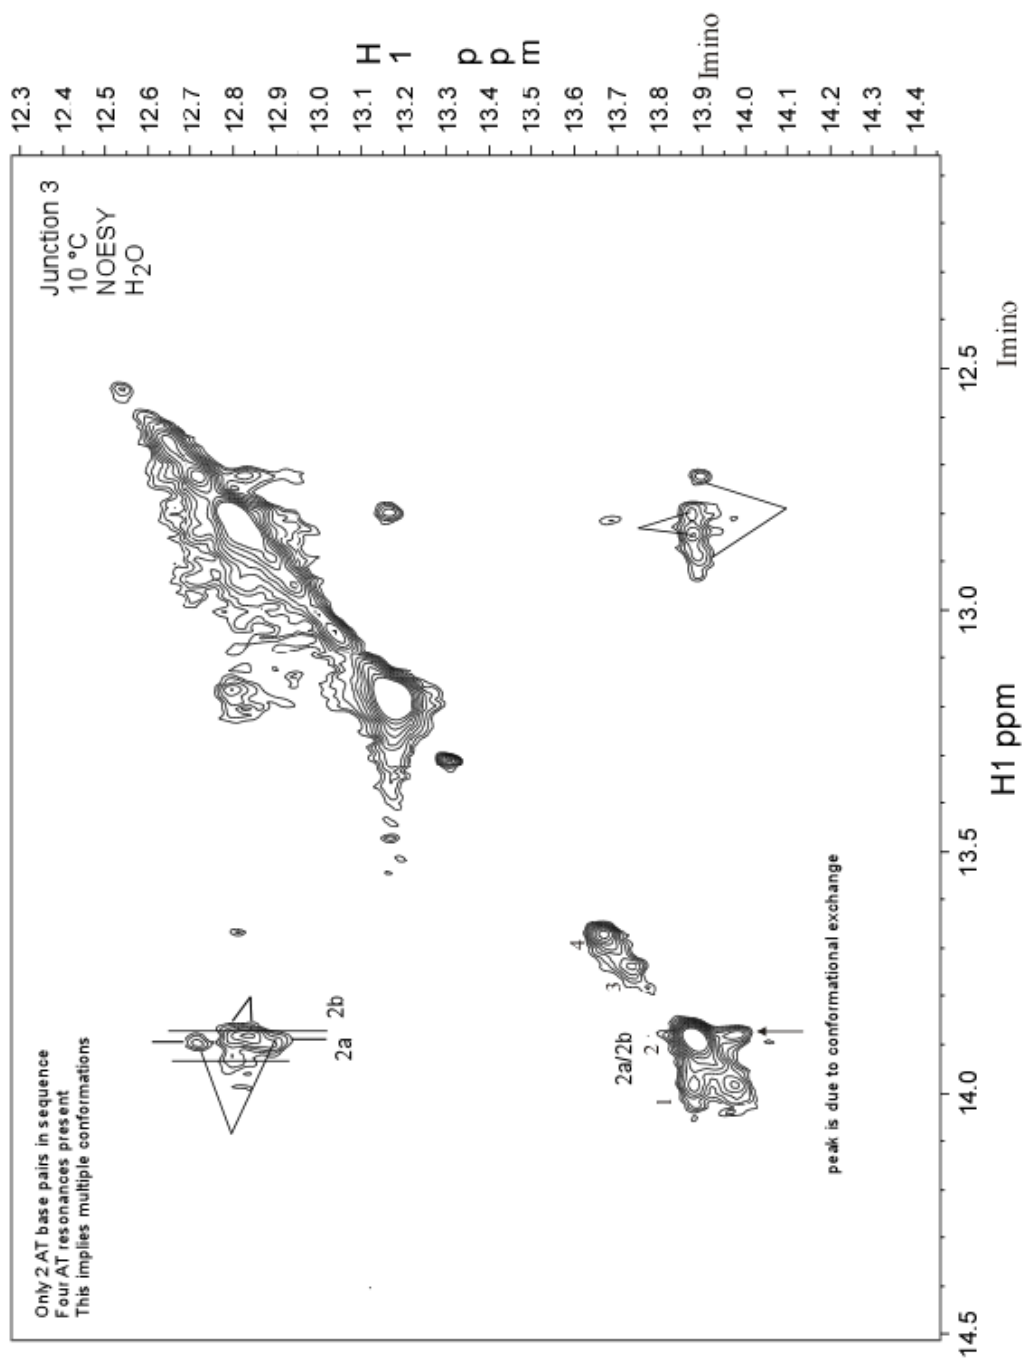 Only 2 AT base pairs in sequence
Four AT resonances present
This implies multiple conformations
Junction 3
10 °C
NOESY
H2O
12.3
12.4
12.5
12.6
12.7
12.8
12.9
13.0
13.1
13.2
13.3
13.4
13.5
13.6
13.7
13.8
13.9
14.0
14.1
14.2
14.3
14.4
H1 ppm
Imino
2a
2b
2a/2b
1
2
3
4
peak is due to conformational exchange
14.5
14.0
13.5
13.0
12.5
H1 ppm
Imino